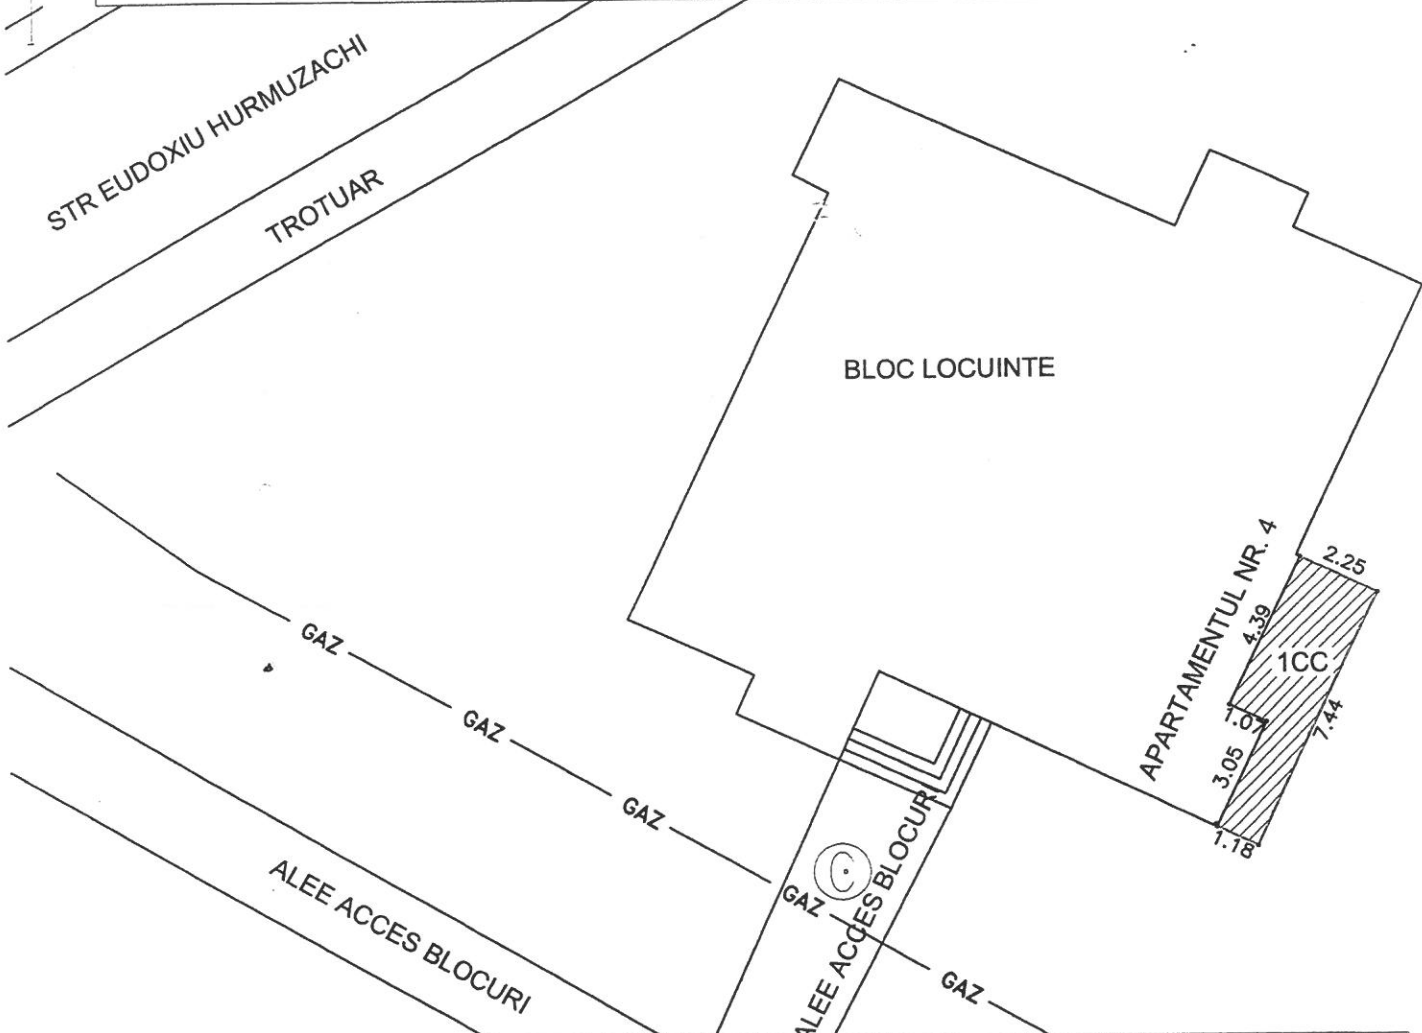 STR EUDOXIU HURMUZACHI
TROTUAR
BLOC LOCUINTE
APARTAMENTUL NR. 4
2.25
4.39
1CC
1.07
7.44
3.05
1.18
GAZ
GAZ
GAZ
GAZ
GAZ
C
ALEE ACCES BLOCURI
ALEE ACCES BLOCURI